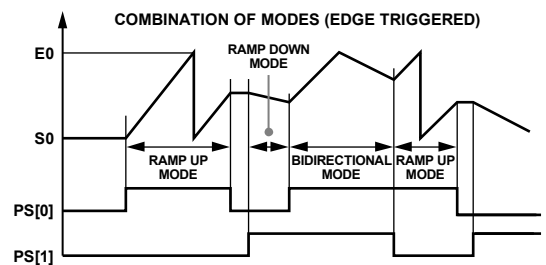 COMBINATION OF MODES (EDGE TRIGGERED)
E0
RAMP DOWN
MODE
S0
RAMP UP
MODE
BIDIRECTIONAL
MODE
RAMP UP
MODE
PS[0]
PS[1]